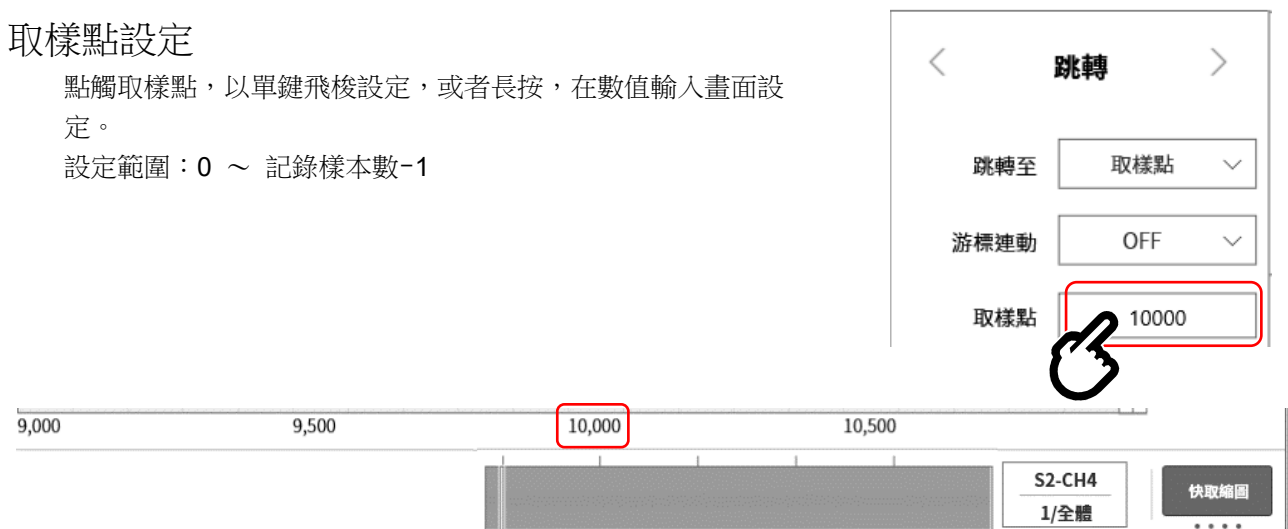 取樣點設定
點觸取樣點，以單鍵飛梭設定，或者長按，在數值輸入畫面設
定。
設定範圍：0 ～ 記錄樣本數-1
跳轉
跳轉至 取樣點
游標連動 OFF
取樣點 10000
9,000 9,500 10,000 10,500
S2-CH4
1/全體
快取縮圖